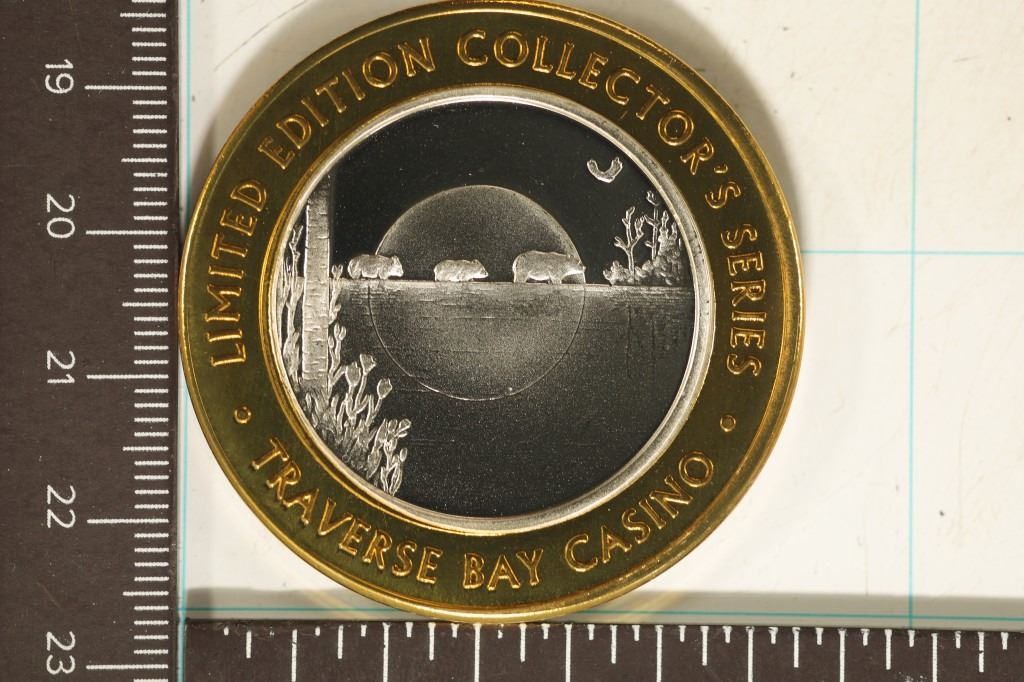 LIMITED EDITION COLLECTOR'S SERIES
TRAVERSE BAY CASINO
19
20
21
22
23